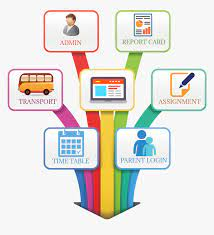 ADMIN
REPORT CARD
TRANSPORT
ASSIGNMENT
TIME TABLE
PARENT LOGIN